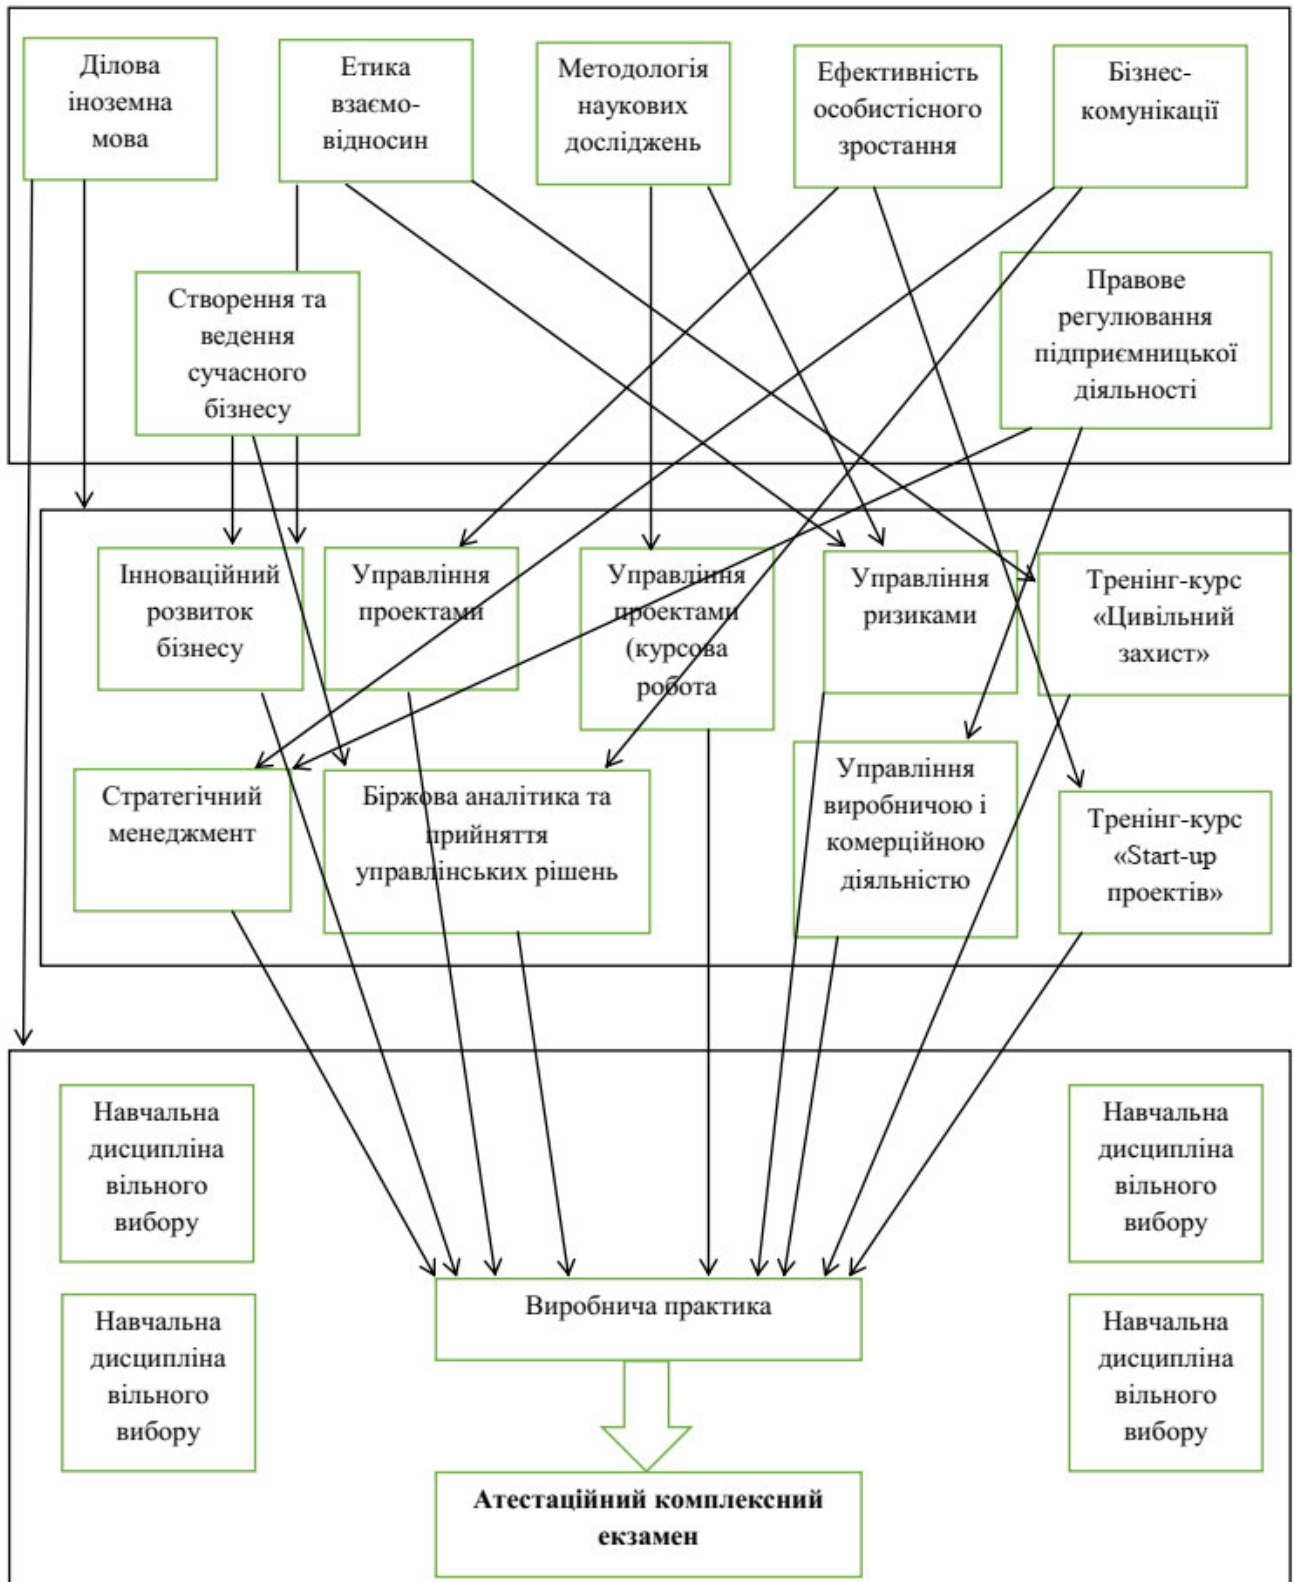 Ділова
іноземна
мова
Етика
взаємо-
відносин
Методологія
наукових
досліджень
Ефективність
особистісного
зростання
Бізнес-
комунікації
Створення та
ведення
сучасного
бізнесу
Правове
регулювання
підприємницької
діяльності
Інноваційний
розвиток
бізнесу
Управління
проектами
Управління
проектами
(курсова
робота
Управління
ризиками
Тренінг-курс
«Цивільний
захист»
Стратегічний
менеджмент
Біржова аналітика та
прийняття
управлінських рішень
Управління
виробничою і
комерційною
діяльністю
Тренінг-курс
«Start-up
проектів»
Навчальна
дисципліна
вільного
вибору
Навчальна
дисципліна
вільного
вибору
Виробнича практика
Навчальна
дисципліна
вільного
вибору
Навчальна
дисципліна
вільного
вибору
Атестаційний комплексний
екзамен